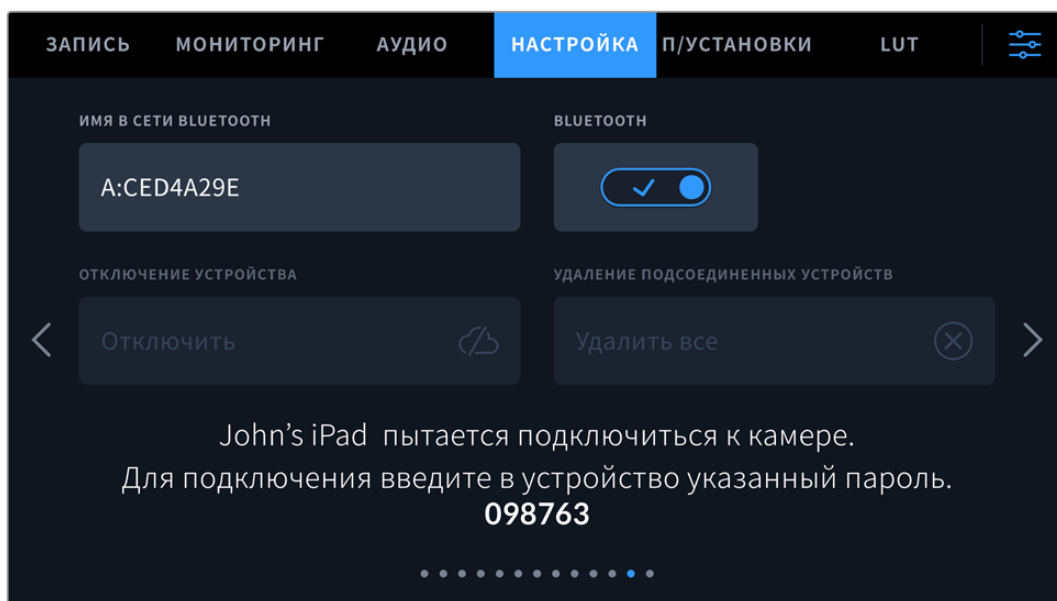 ЗАПИСЬ МОНИТОРИНГ АУДИО НАСТРОЙКА П/УСТАНОВКИ LUT
ИМЯ В СЕТИ BLUETOOTH BLUETOOTH
A:CED4A29E
ОТКЛЮЧЕНИЕ УСТРОЙСТВА УДАЛЕНИЕ ПОДСОЕДИНЕННЫХ УСТРОЙСТВ
Отключить Удалить все
John’s iPad пытается подключиться к камере.
Для подключения введите в устройство указанный пароль.
098763